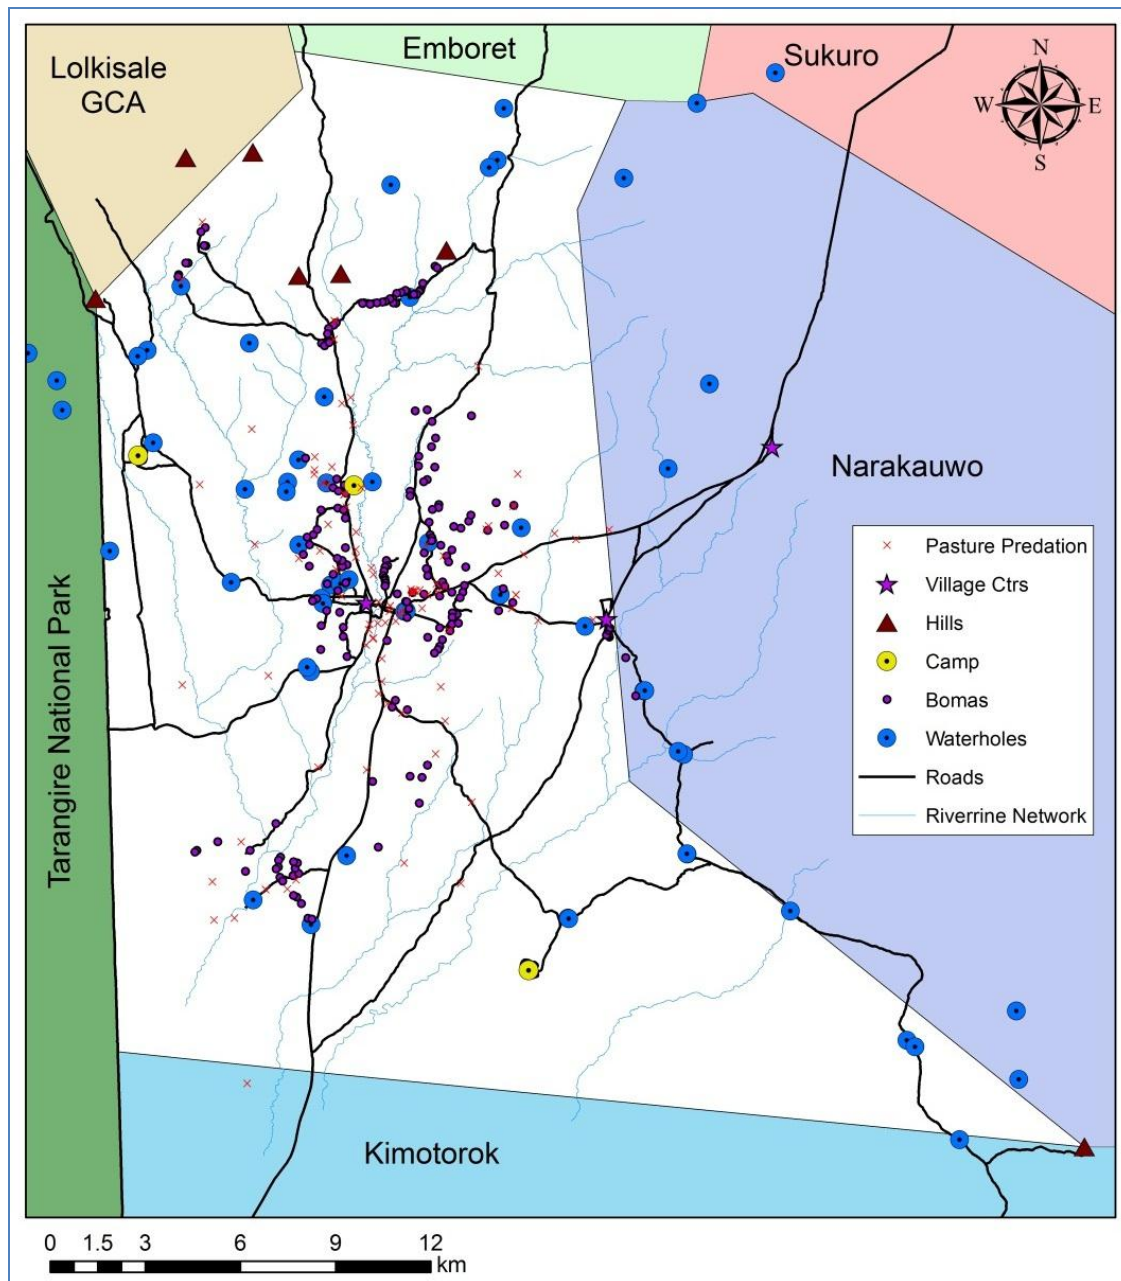 Emboret
Sukuro
Lolkisale
GCA
N
W
E
S
Narakauwo
Pasture Predation
Village Ctrs
Hills
Camp
Bomas
Waterholes
Roads
Riverrine Network
Tarangire National Park
Kimotorok
0 1.5 3 6 9 12
km